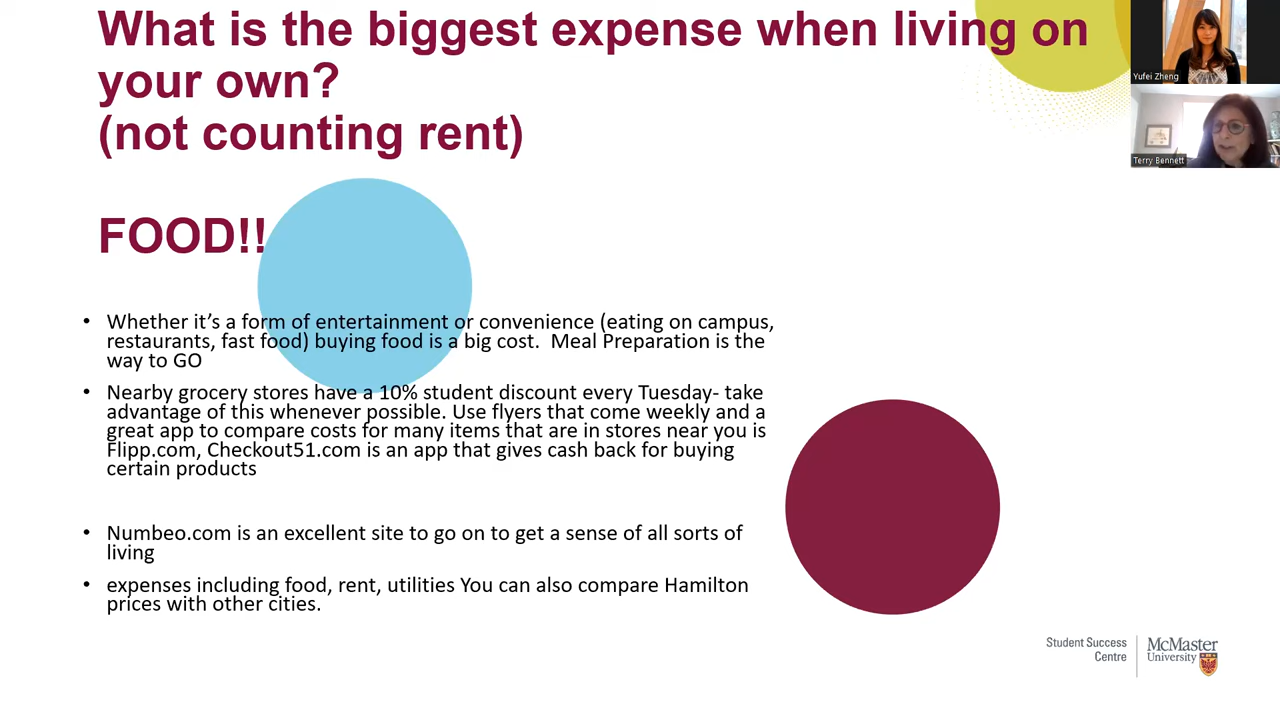 What is the biggest expense when living on
your own?
(not counting rent)
FOOD!!
• Whether it’s a form of entertainment or convenience (eating on campus,
restaurants, fast food) buying food is a big cost.  Meal Preparation is the
way to GO
• Nearby grocery stores have a 10% student discount every Tuesday- take
advantage of this whenever possible. Use flyers that come weekly and a
great app to compare costs for many items that are in stores near you is
Flipp.com, Checkout51.com is an app that gives cash back for buying
certain products
• Numbeo.com is an excellent site to go on to get a sense of all sorts of
living
• expenses including food, rent, utilities You can also compare Hamilton
prices with other cities.
Yufei Zheng
Terry Bennett
Student Success
Centre
McMaster
University